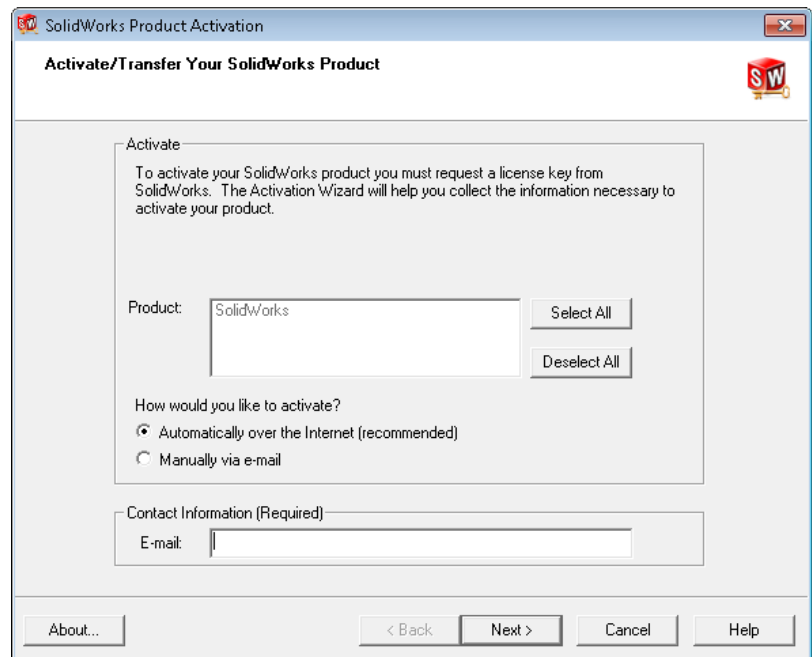 SolidWorks Product Activation
Activate/Transfer Your SolidWorks Product
SW
Activate
To activate your SolidWorks product you must request a license key from
SolidWorks. The Activation Wizard will help you collect the information necessary to
activate your product.
Product:
SolidWorks
Select All
Deselect All
How would you like to activate?
Automatically over the Internet (recommended)
Manually via e-mail
Contact Information (Required)
E-mail:
About...
< Back
Next >
Cancel
Help